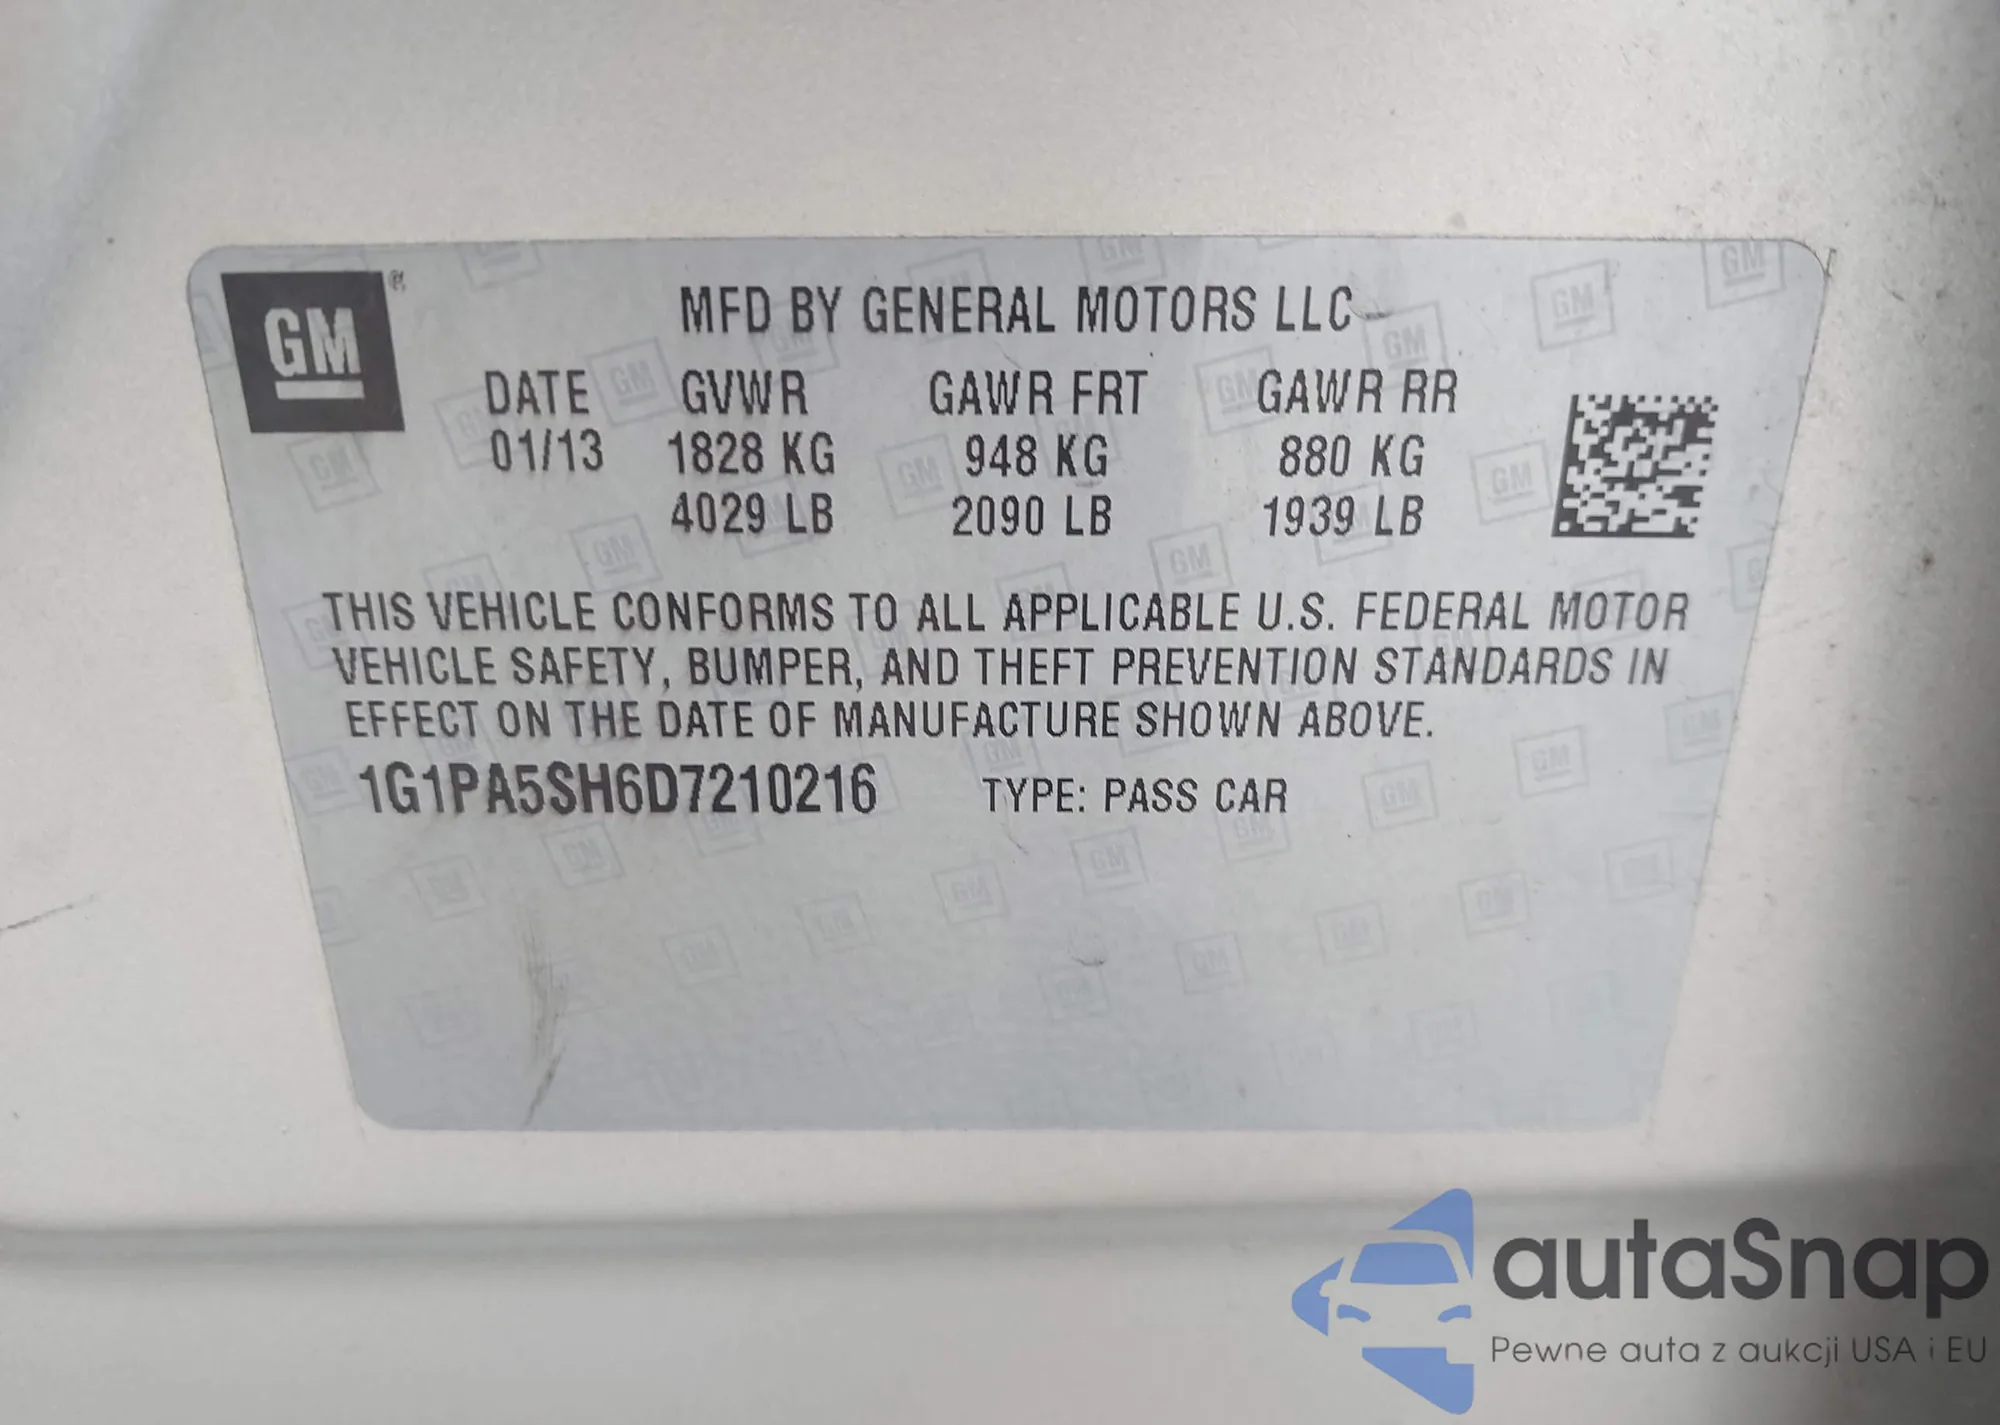 GM ®
MFD BY GENERAL MOTORS LLC
DATE GVWR GAWR FRT GAWR RR
01/13 1828 KG 948 KG 880 KG
4029 LB 2090 LB 1939 LB
THIS VEHICLE CONFORMS TO ALL APPLICABLE U.S. FEDERAL MOTOR
VEHICLE SAFETY, BUMPER, AND THEFT PREVENTION STANDARDS IN
EFFECT ON THE DATE OF MANUFACTURE SHOWN ABOVE.
1G1PA5SH6D7210216 TYPE: PASS CAR
autaSnap
Pewne auta z aukcji USA i EU